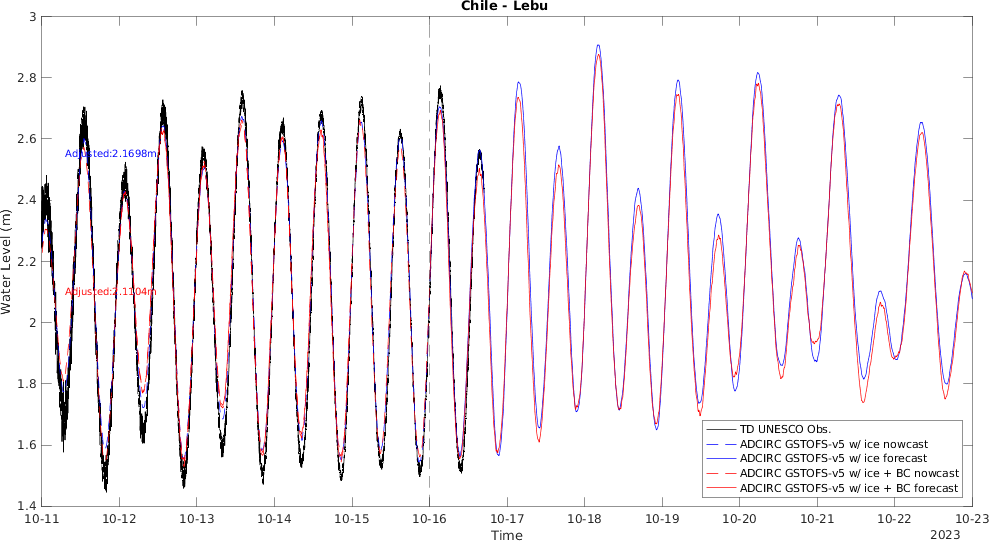 Chile - Lebu
3
2.8
2.6
2.4
2.2
2
1.8
1.6
1.4
Water Level (m)
Adjusted:2.1698m
Adjusted:2.1104m
TD UNESCO Obs.
ADCIRC GSTOFS-v5 w/ ice nowcast
ADCIRC GSTOFS-v5 w/ ice forecast
ADCIRC GSTOFS-v5 w/ ice + BC nowcast
ADCIRC GSTOFS-v5 w/ ice + BC forecast
10-11 10-12 10-13 10-14 10-15 10-16 10-17 10-18 10-19 10-20 10-21 10-22 10-23
Time
2023